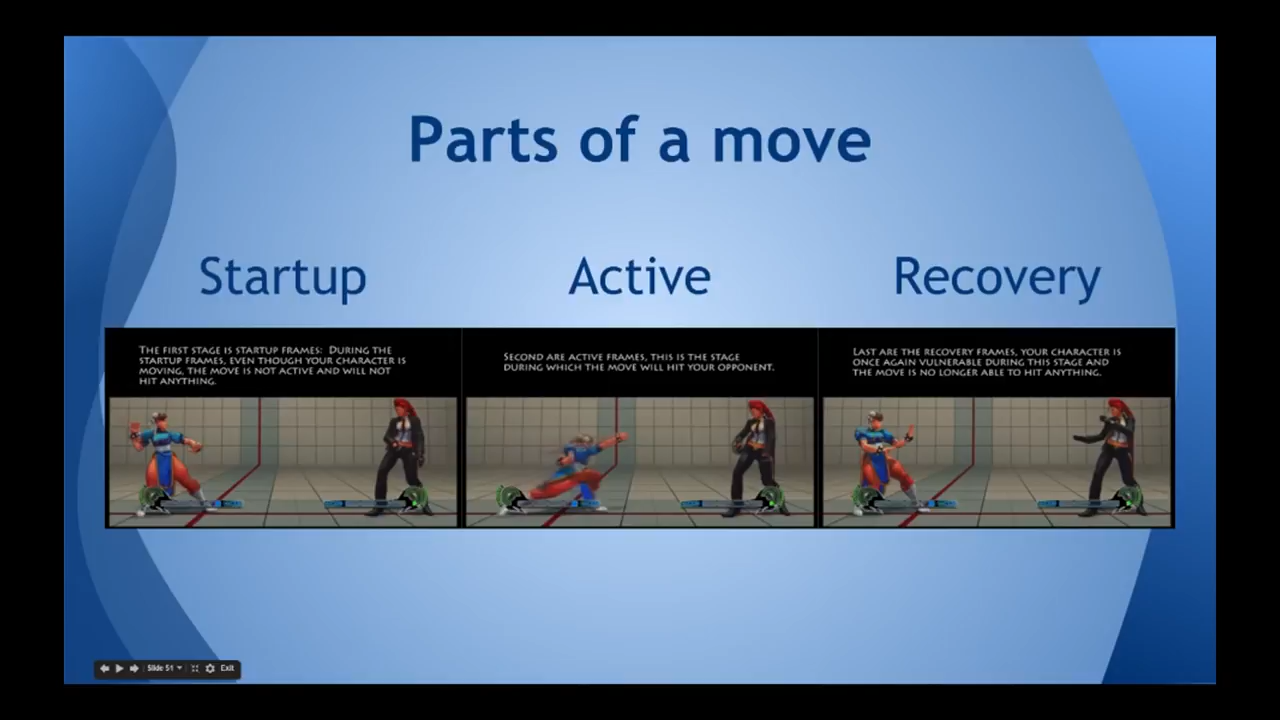 Parts of a move
Startup
Active
Recovery
THE FIRST STAGE IS STARTUP FRAMES: DURING THE
STARTUP FRAMES, EVEN THOUGH YOUR CHARACTER IS
MOVING, THE MOVE IS NOT ACTIVE AND WILL NOT
HIT ANYTHING.
SECOND ARE ACTIVE FRAMES, THIS IS THE STAGE
DURING WHICH THE MOVE WILL HIT YOUR OPPONENT.
LAST ARE THE RECOVERY FRAMES, YOUR CHARACTER IS
ONCE AGAIN VULNERABLE DURING THIS STAGE AND
THE MOVE IS NO LONGER ABLE TO HIT ANYTHING.
Slide 51
Exit